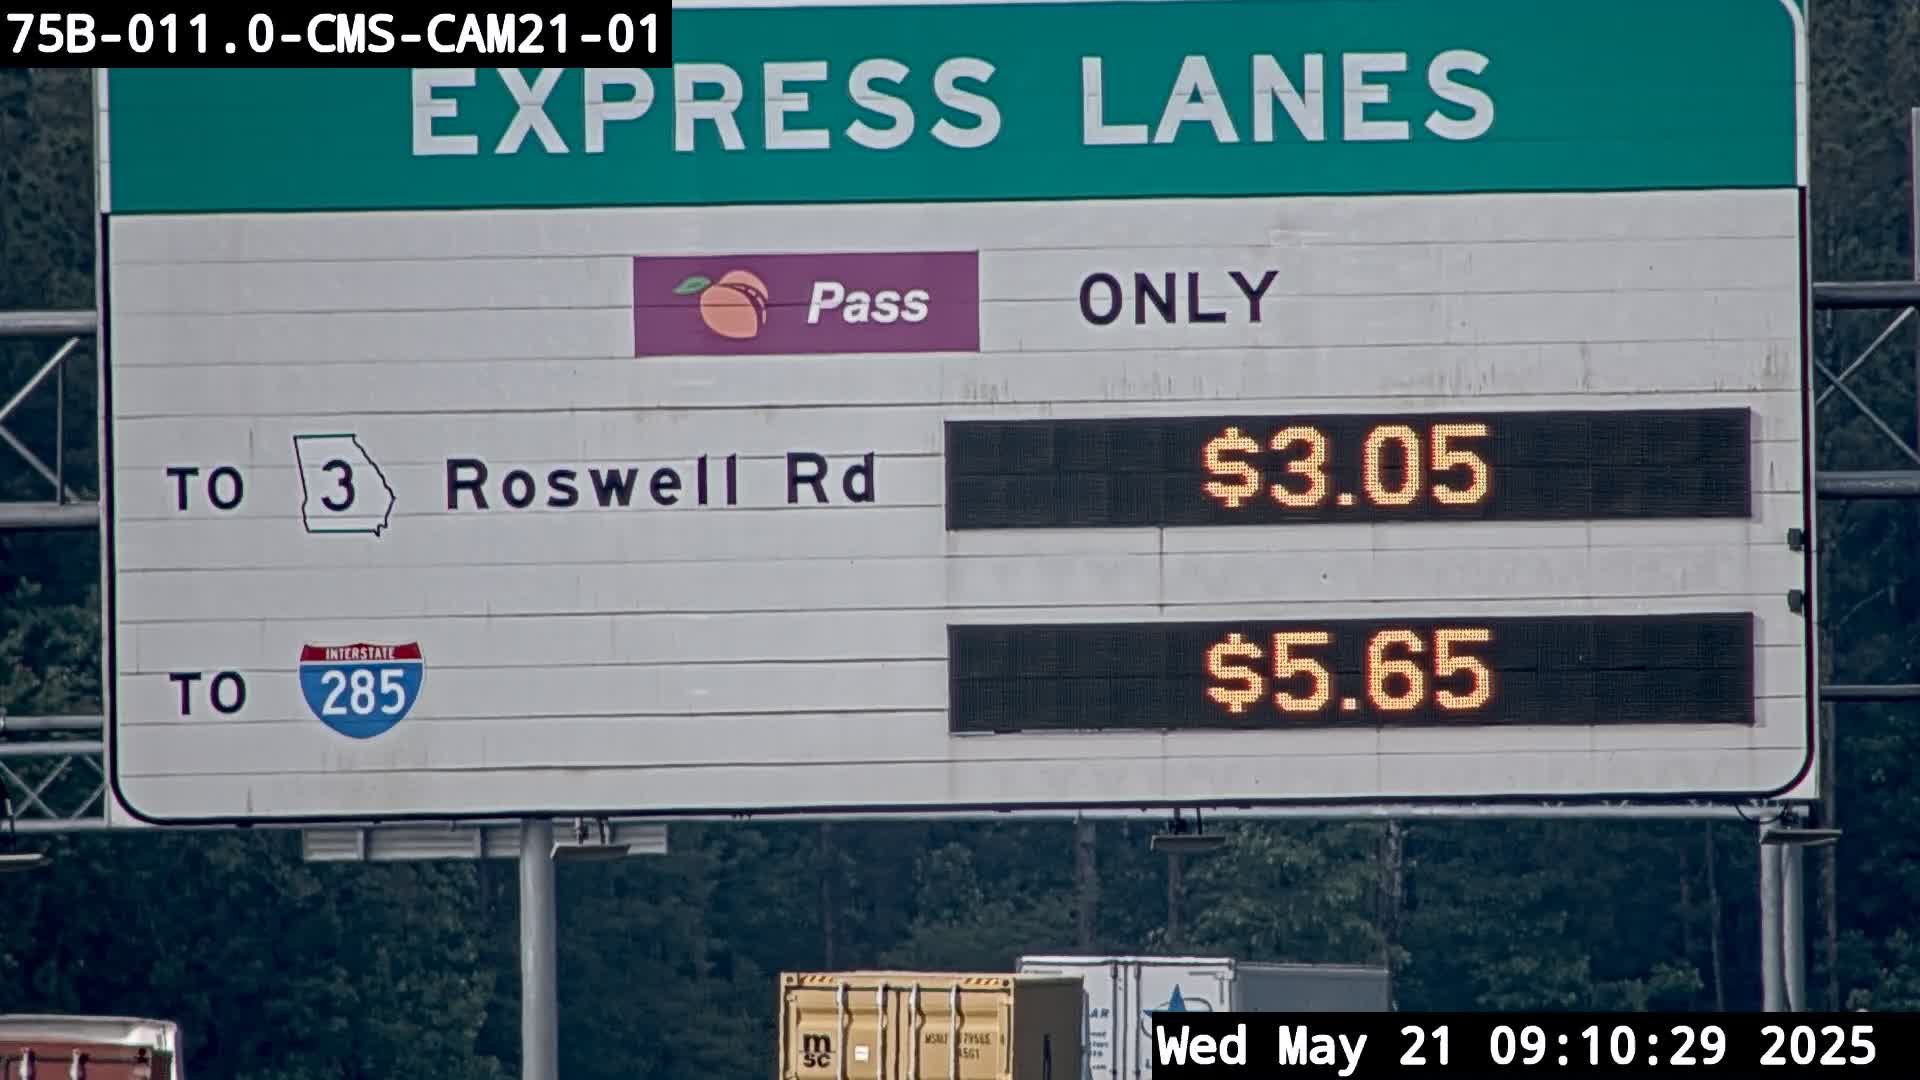 75B-011.0-CMS-CAM21-01
EXPRESS LANES
Pass ONLY
TO 3 Roswell Rd $3.05
TO INTERSTATE 285 $5.65
m
sc
Wed May 21 09:10:29 2025